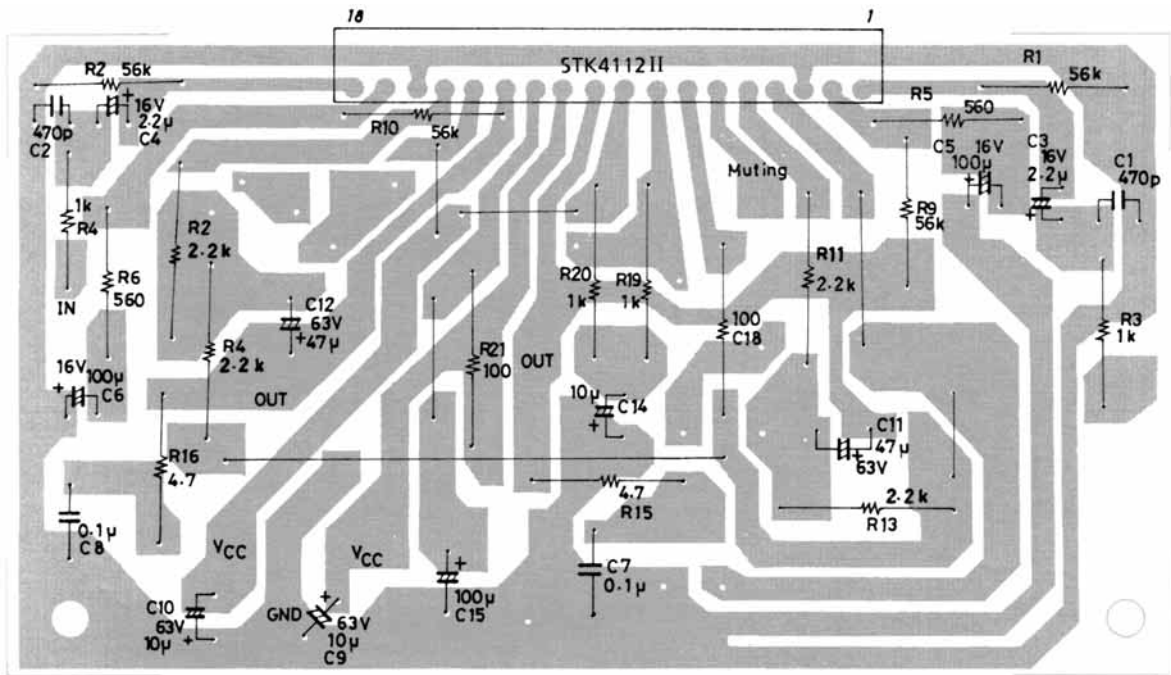 18
1
STK4112II
R2
56k
16V
2.2μ
C4
470p
C2
R10
56k
R1
56k
R5
560
C5
16V
100μ
C3
16V
2.2μ
C1
470p
Muting
1k
R4
R2
2.2k
R6
560
IN
C12
63V
47μ
R4
2.2k
R20
1k
R19
1k
100
C18
R11
2.2k
R9
56k
R3
1k
R21
100
OUT
16V
100μ
C6
OUT
10μ
C14
C11
47μ
63V
R16
4.7
4.7
R15
2.2k
R13
0.1μ
C8
VCC
VCC
C7
0.1μ
C10
63V
10μ
GND
63V
10μ
C9
100μ
C15